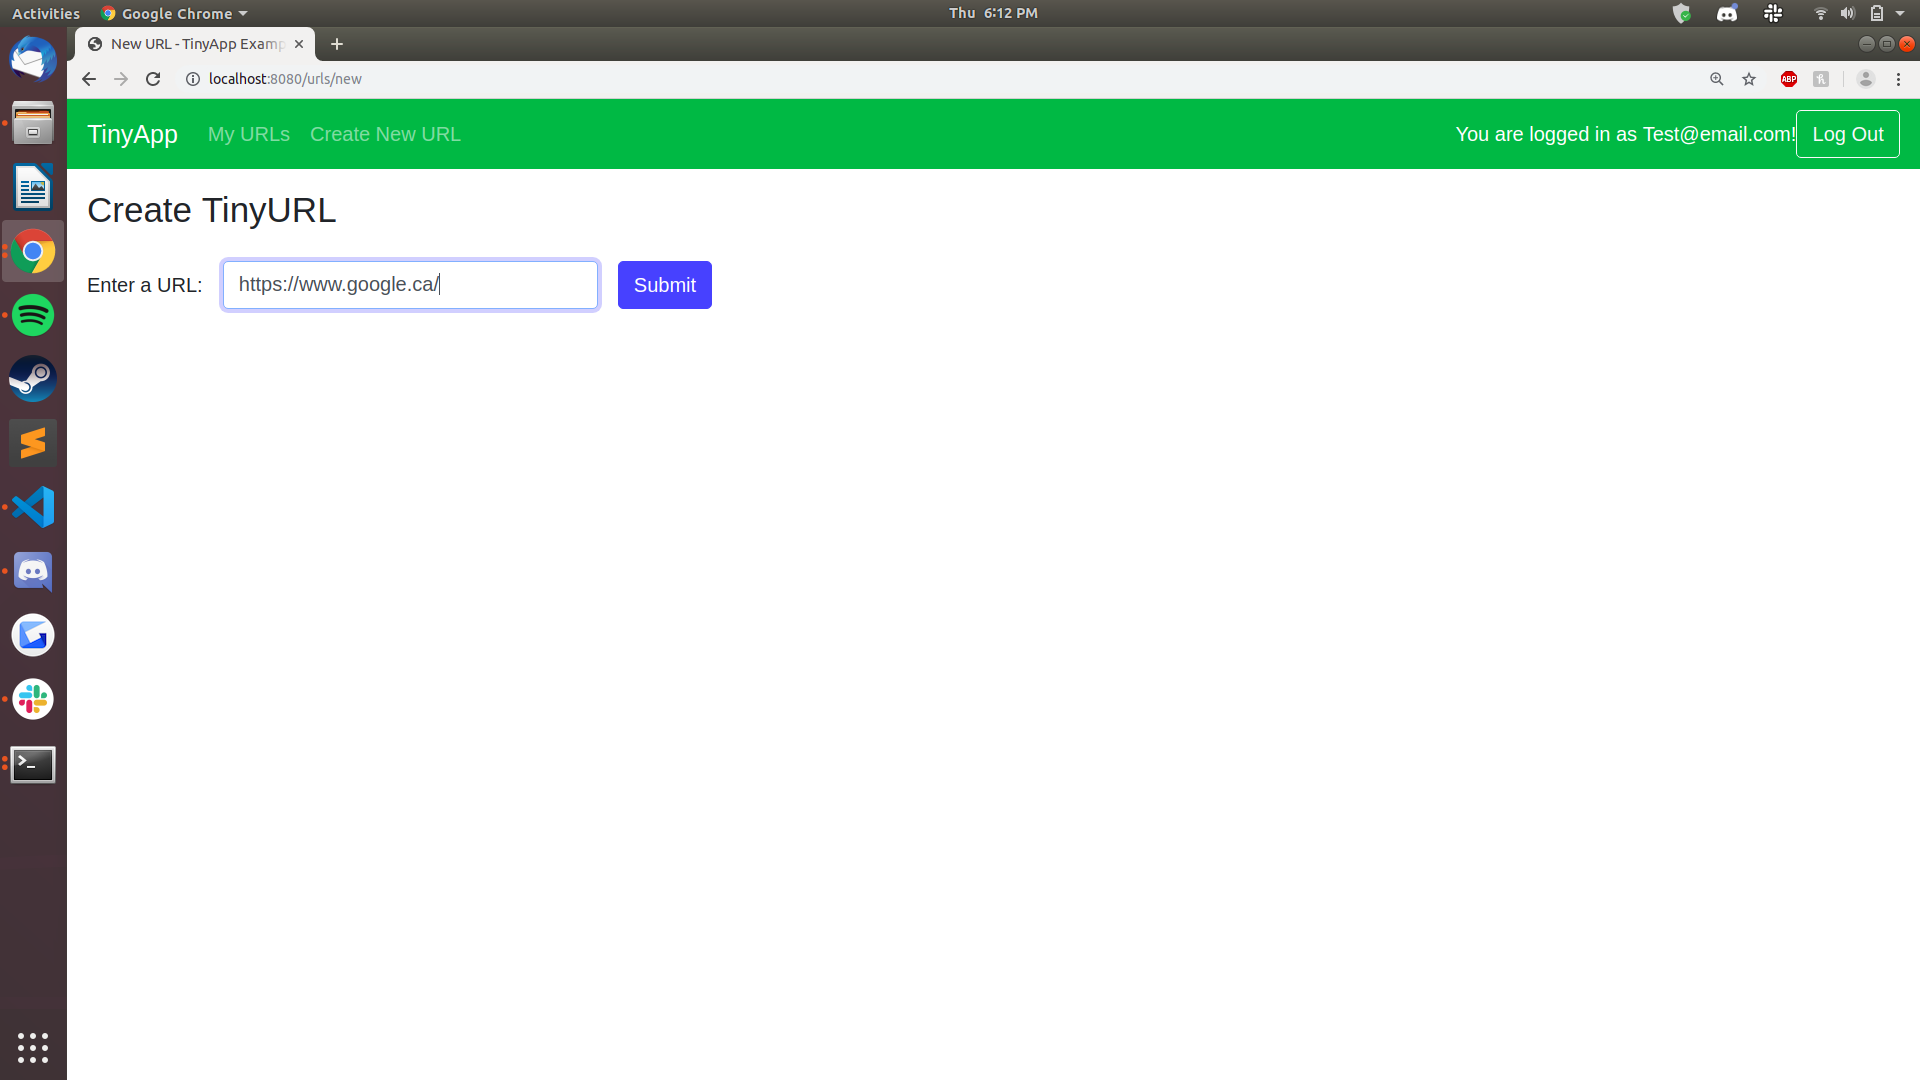 Activities
Google Chrome
Thu 6:12 PM
New URL - TinyApp Examp
localhost:8080/urls/new
ABP
TinyApp
My URLs
Create New URL
You are logged in as Test@email.com!
Log Out
Create TinyURL
Enter a URL:
https://www.google.ca/
Submit